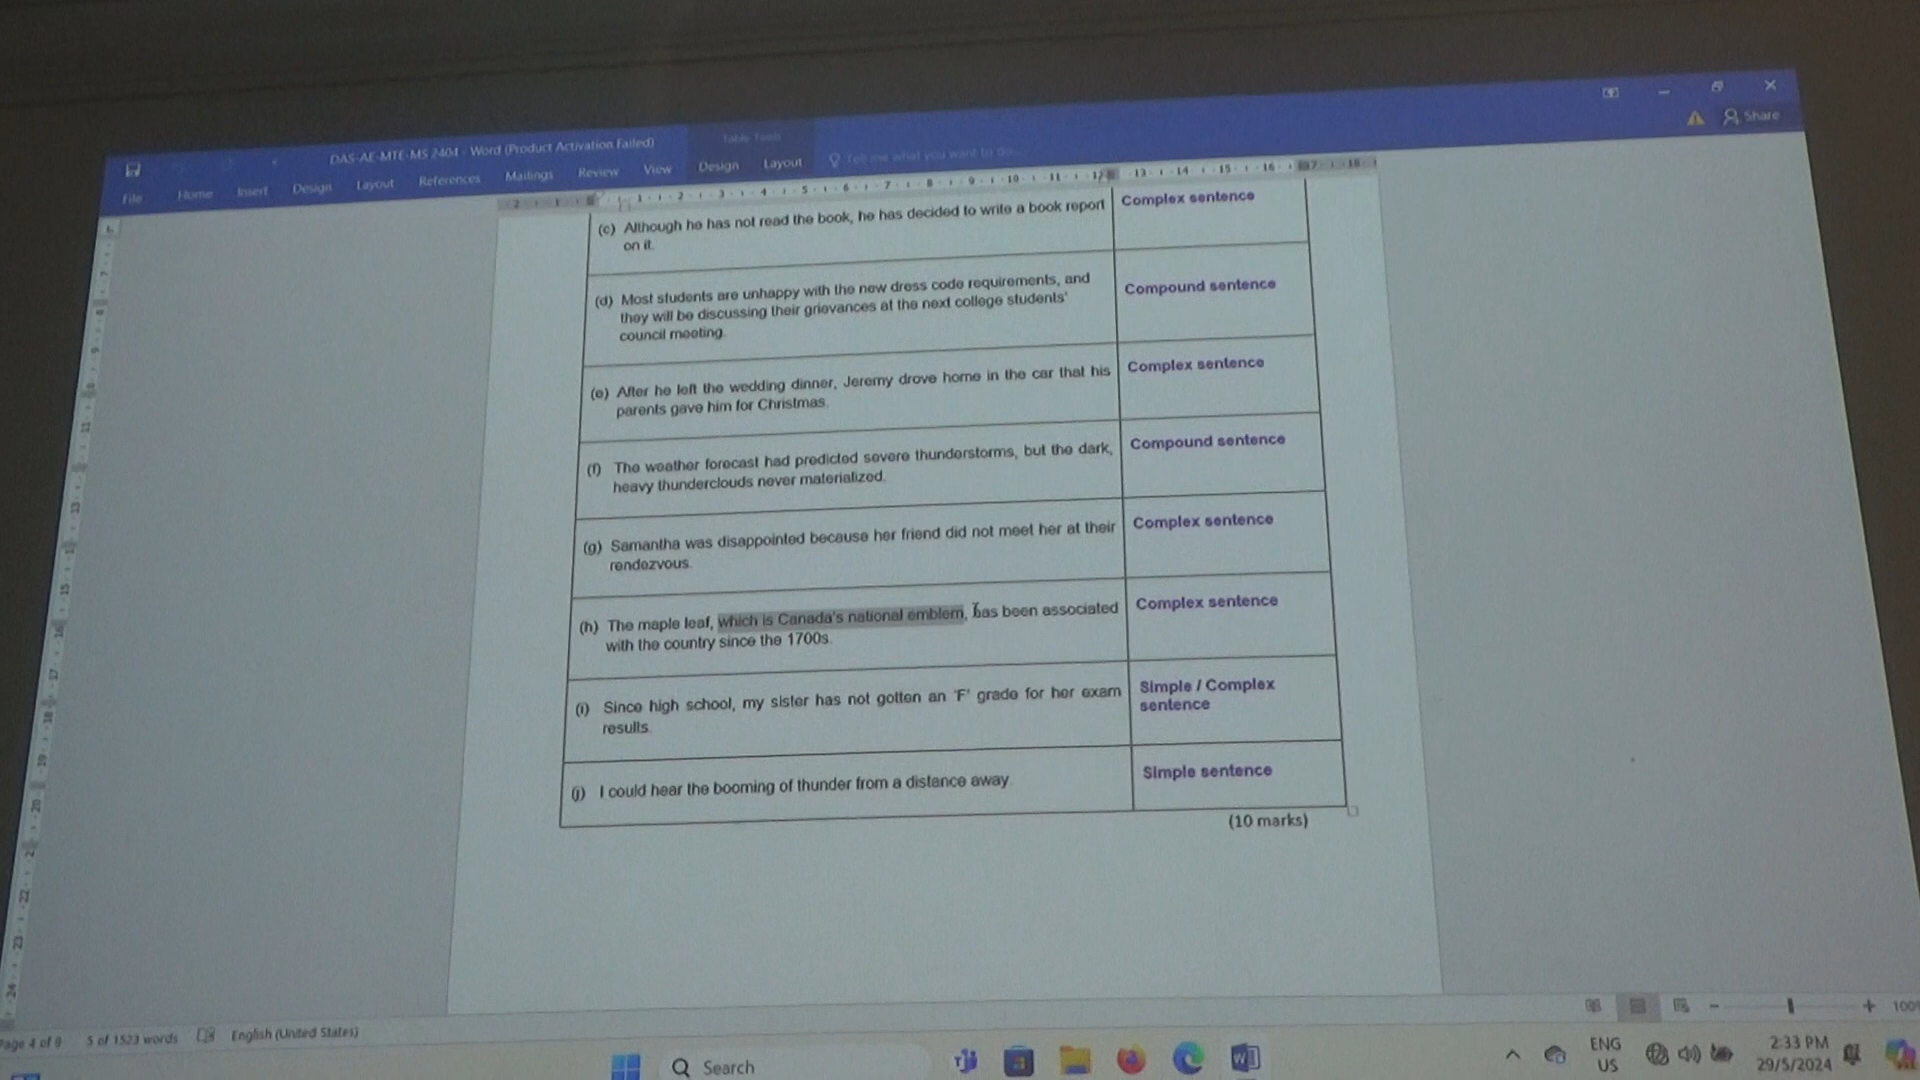 DAS-AE-MTE-MS 2404 - Word (Product Activation Failed)
Table Tools
Share
File Home Insert Design Layout References Mailings Review View Design Layout Tell me what you want to do...
(c) Although he has not read the book, he has decided to write a book report
on it.
Complex sentence
(d) Most students are unhappy with the new dress code requirements, and
they will be discussing their grievances at the next college students'
council meeting.
Compound sentence
(e) After he left the wedding dinner, Jeremy drove home in the car that his
parents gave him for Christmas.
Complex sentence
(f) The weather forecast had predicted severe thunderstorms, but the dark,
heavy thunderclouds never materialized.
Compound sentence
(g) Samantha was disappointed because her friend did not meet her at their
rendezvous.
Complex sentence
(h) The maple leaf, which is Canada's national emblem, has been associated
with the country since the 1700s.
Complex sentence
(i) Since high school, my sister has not gotten an 'F' grade for her exam
results.
Simple / Complex
sentence
(j) I could hear the booming of thunder from a distance away.
Simple sentence
(10 marks)
Page 4 of 9 5 of 1523 words English (United States)
100%
Search
ENG
US
2:33 PM
29/5/2024